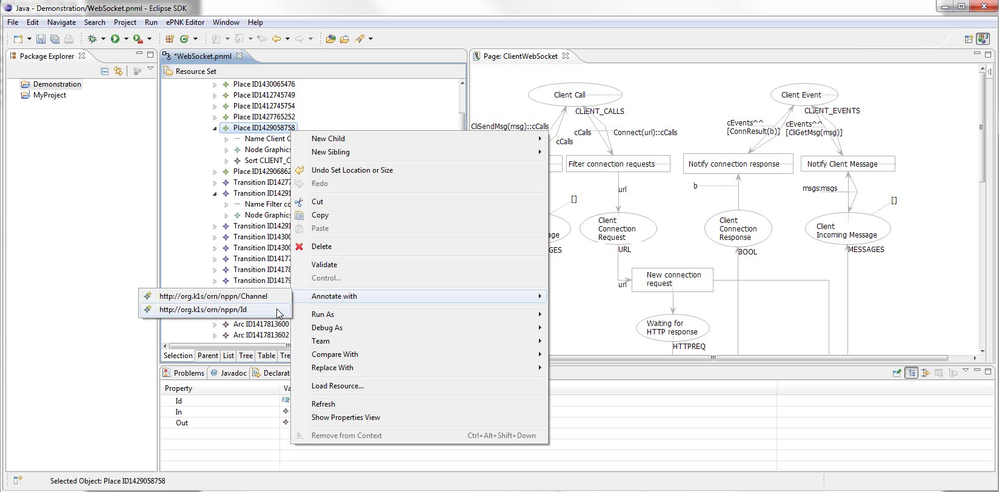 Java - Demonstration/WebSocket.pnml - Eclipse SDK
File Edit Navigate Search Project Run ePNK Editor Window Help
Package Explorer
Demonstration
MyProject
*WebSocket.pnml
Resource Set
Place ID1430065476
Place ID1412745749
Place ID1412745754
Place ID1427765252
Place ID1429058758
Name Client C
Node Graphics
Sort CLIENT_C
Place ID142906862
Transition ID14277
Transition ID14291
Name Filter co
Node Graphics
Transition ID14291
Transition ID14300
Transition ID14300
Transition ID14177
Transition ID14178
Transition ID14179
Arc ID1417813600
Arc ID1417813602
Selection Parent List Tree Table Tre
New Child
New Sibling
Undo Set Location or Size
Redo
Cut
Copy
Paste
Delete
Validate
Control...
Annotate with
http://org.k1s/orn/nppn/Channel
http://org.k1s/orn/nppn/Id
Run As
Debug As
Team
Compare With
Replace With
Load Resource...
Refresh
Show Properties View
Remove from Context Ctrl+Alt+Shift+Down
Page: ClientWebSocket
Client Call
CLIENT_CALLS
Client Event
CLIENT_EVENTS
CliSendMsg(msg)::cCalls
cCalls
cCalls
Connect(url)::cCalls
cEvents^^
[ConnResult(b)]
cEvents^^
[CliGetMsg(msg)]
Filter connection requests
Notify connection response
Notify Client Message
url
b
msgs:msgs
[]
[]
age
GES
Client
Connection
Request
URL
Client
Connection
Response
BOOL
Client
Incoming Message
MESSAGES
url
New connection
request
Waiting for
HTTP response
HTTPREQ
Problems @ Javadoc Declarat
Property Va
Id
In
Out
Selected Object: Place ID1429058758